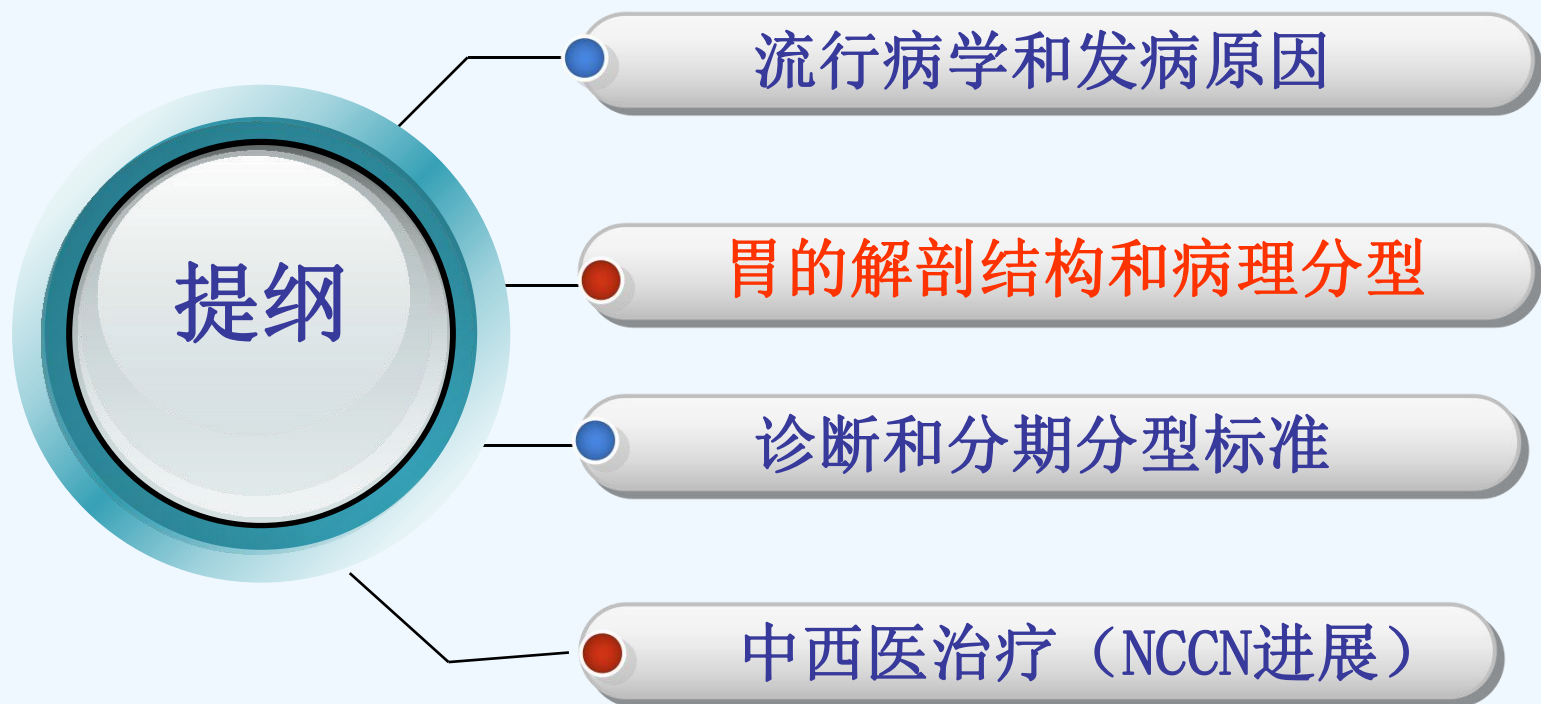 提纲
流行病学和发病原因
胃的解剖结构和病理分型
诊断和分期分型标准
中西医治疗（NCCN进展）